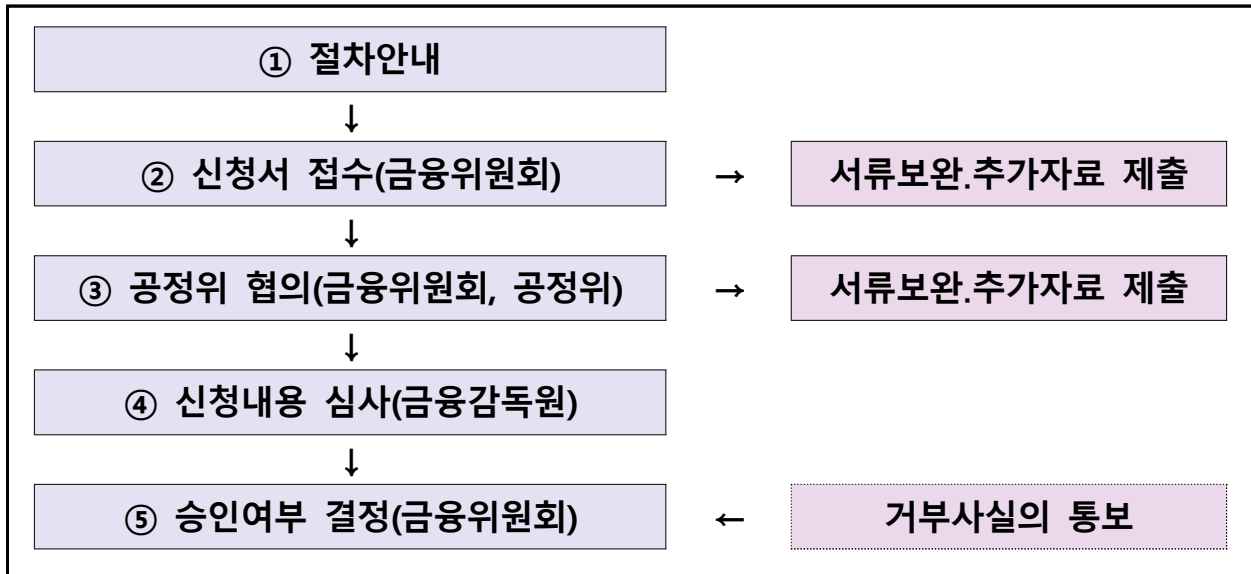 ① 절차안내
↓
② 신청서 접수(금융위원회) → 서류보완.추가자료 제출
↓
③ 공정위 협의(금융위원회, 공정위) → 서류보완.추가자료 제출
↓
④ 신청내용 심사(금융감독원)
↓
⑤ 승인여부 결정(금융위원회) ← 거부사실의 통보